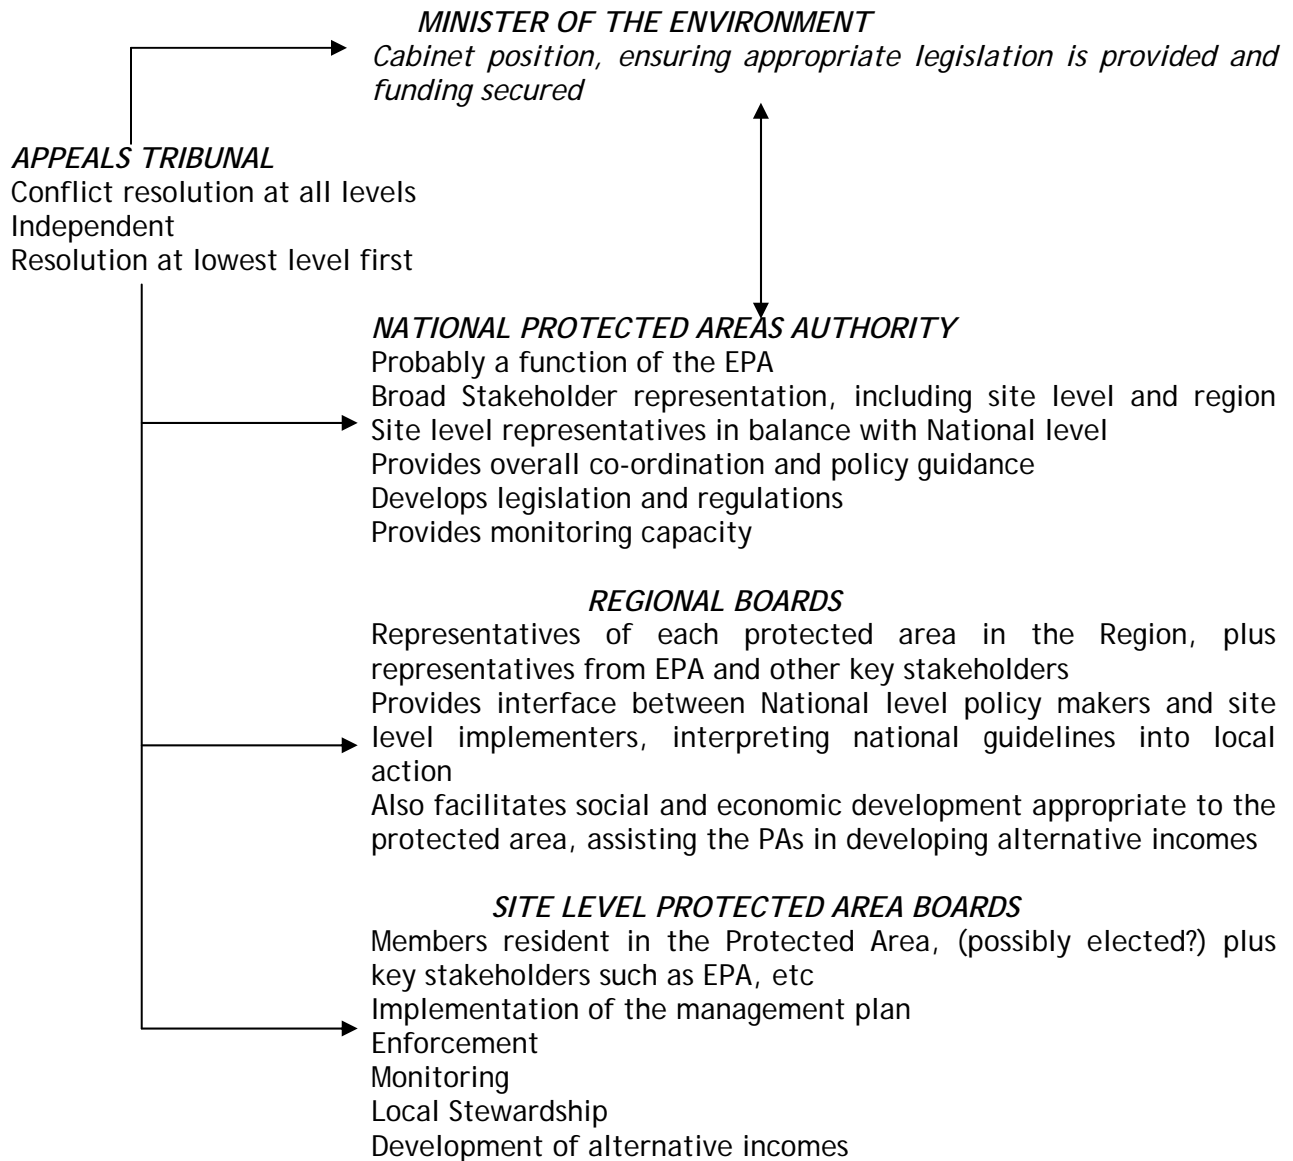 MINISTER OF THE ENVIRONMENT
Cabinet position, ensuring appropriate legislation is provided and
funding secured
APPEALS TRIBUNAL
Conflict resolution at all levels
Independent
Resolution at lowest level first
NATIONAL PROTECTED AREAS AUTHORITY
Probably a function of the EPA
Broad Stakeholder representation, including site level and region
Site level representatives in balance with National level
Provides overall co-ordination and policy guidance
Develops legislation and regulations
Provides monitoring capacity
REGIONAL BOARDS
Representatives of each protected area in the Region, plus
representatives from EPA and other key stakeholders
Provides interface between National level policy makers and site
level implementers, interpreting national guidelines into local
action
Also facilitates social and economic development appropriate to the
protected area, assisting the PAs in developing alternative incomes
SITE LEVEL PROTECTED AREA BOARDS
Members resident in the Protected Area, (possibly elected?) plus
key stakeholders such as EPA, etc
Implementation of the management plan
Enforcement
Monitoring
Local Stewardship
Development of alternative incomes